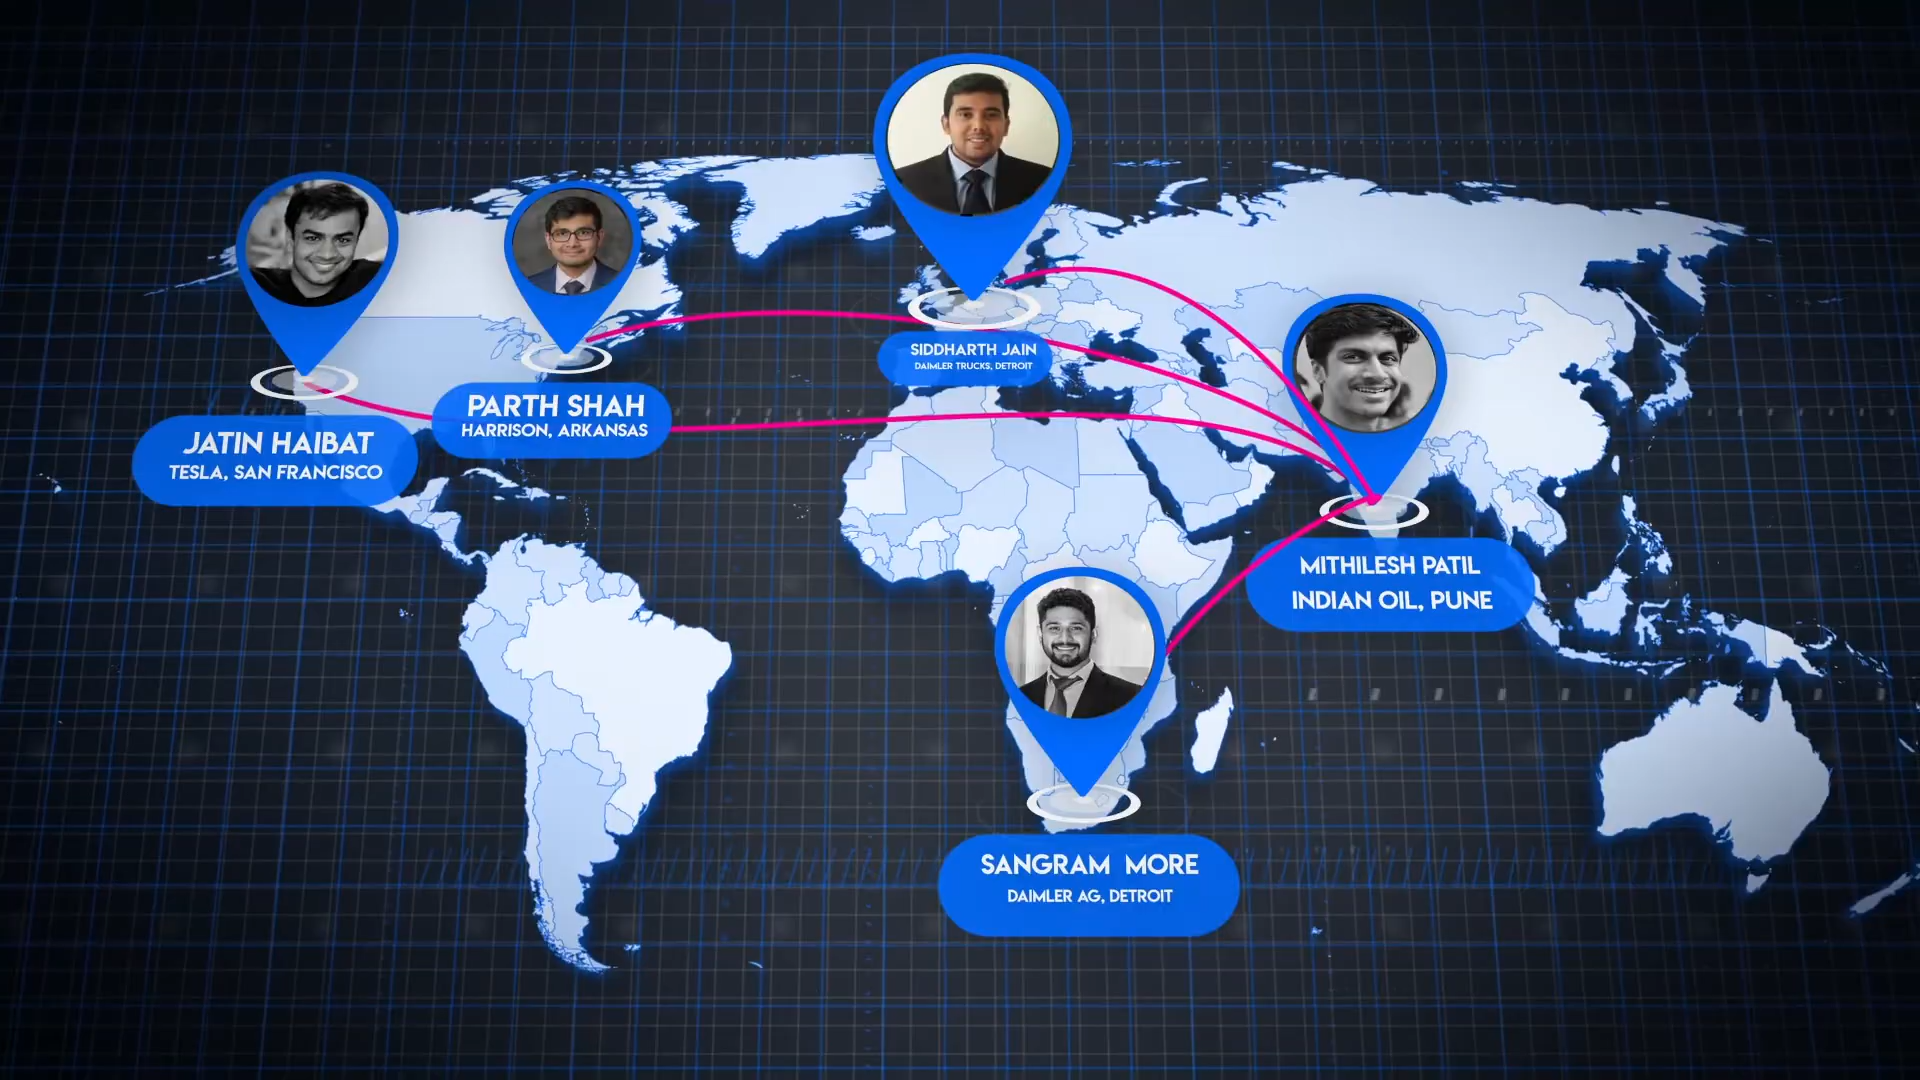 JATIN HAIBAT
TESLA, SAN FRANCISCO
PARTH SHAH
HARRISON, ARKANSAS
SIDDHARTH JAIN
DAIMLER TRUCKS, DETROIT
MITHILESH PATIL
INDIAN OIL, PUNE
SANGRAM MORE
DAIMLER AG, DETROIT